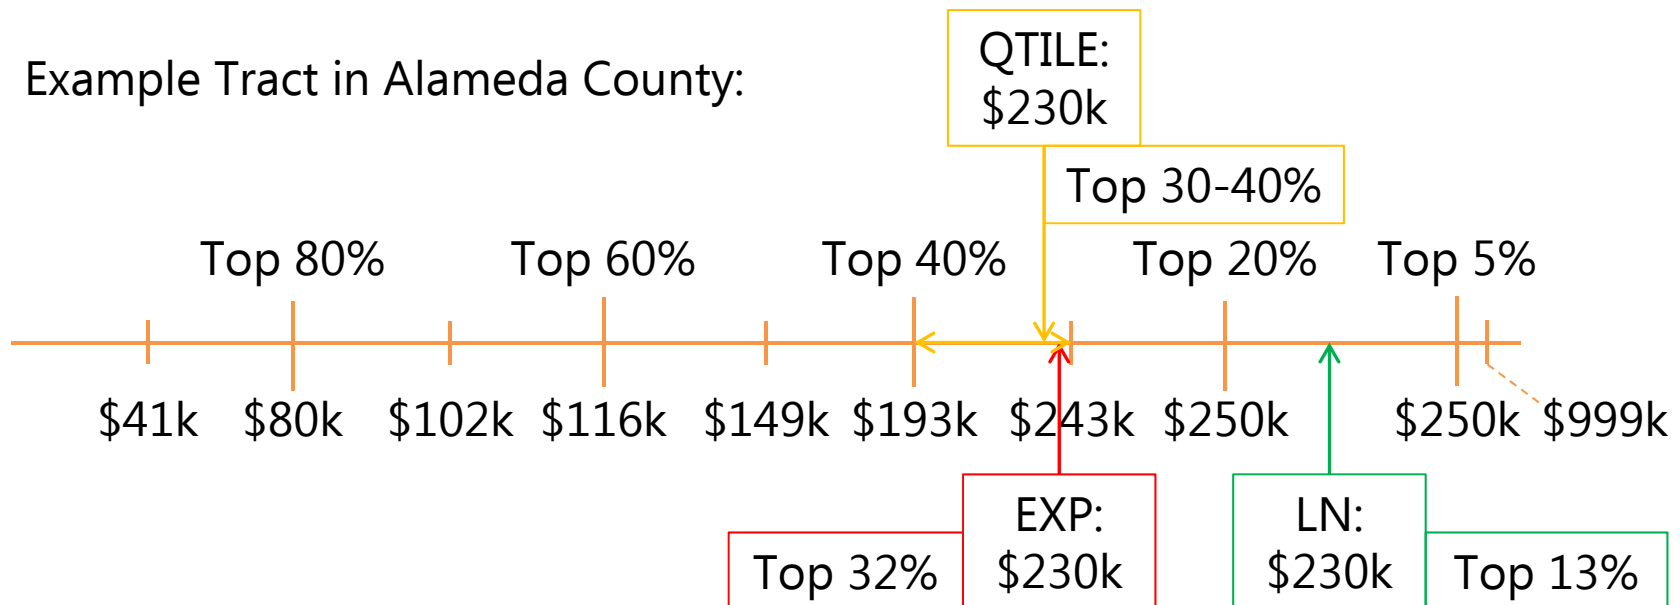 Example Tract in Alameda County:
QTILE:
$230k
Top 30-40%
Top 80%
Top 60%
Top 40%
Top 20%
Top 5%
$41k
$80k
$102k
$116k
$149k
$193k
$243k
$250k
$250k
$999k
Top 32%
EXP:
$230k
LN:
$230k
Top 13%